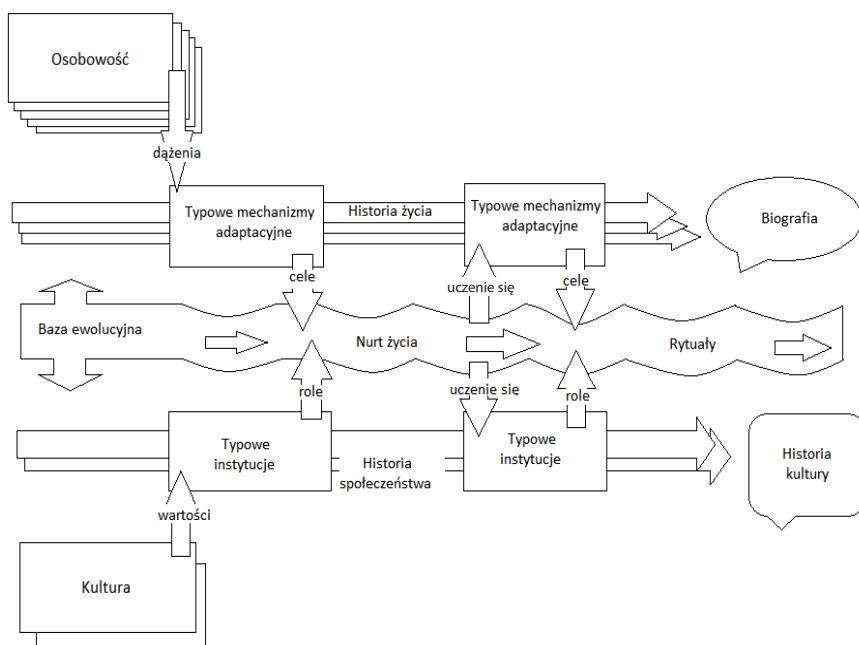 Osobowość
dążenia
Typowe mechanizmy
adaptacyjne
Historia życia
Typowe mechanizmy
adaptacyjne
Biografia
cele
uczenie się
cele
Baza ewolucyjna
Nurt życia
Rytuały
role
uczenie się
role
Typowe
instytucje
Historia
społeczeństwa
Typowe
instytucje
Historia
kultury
wartości
Kultura